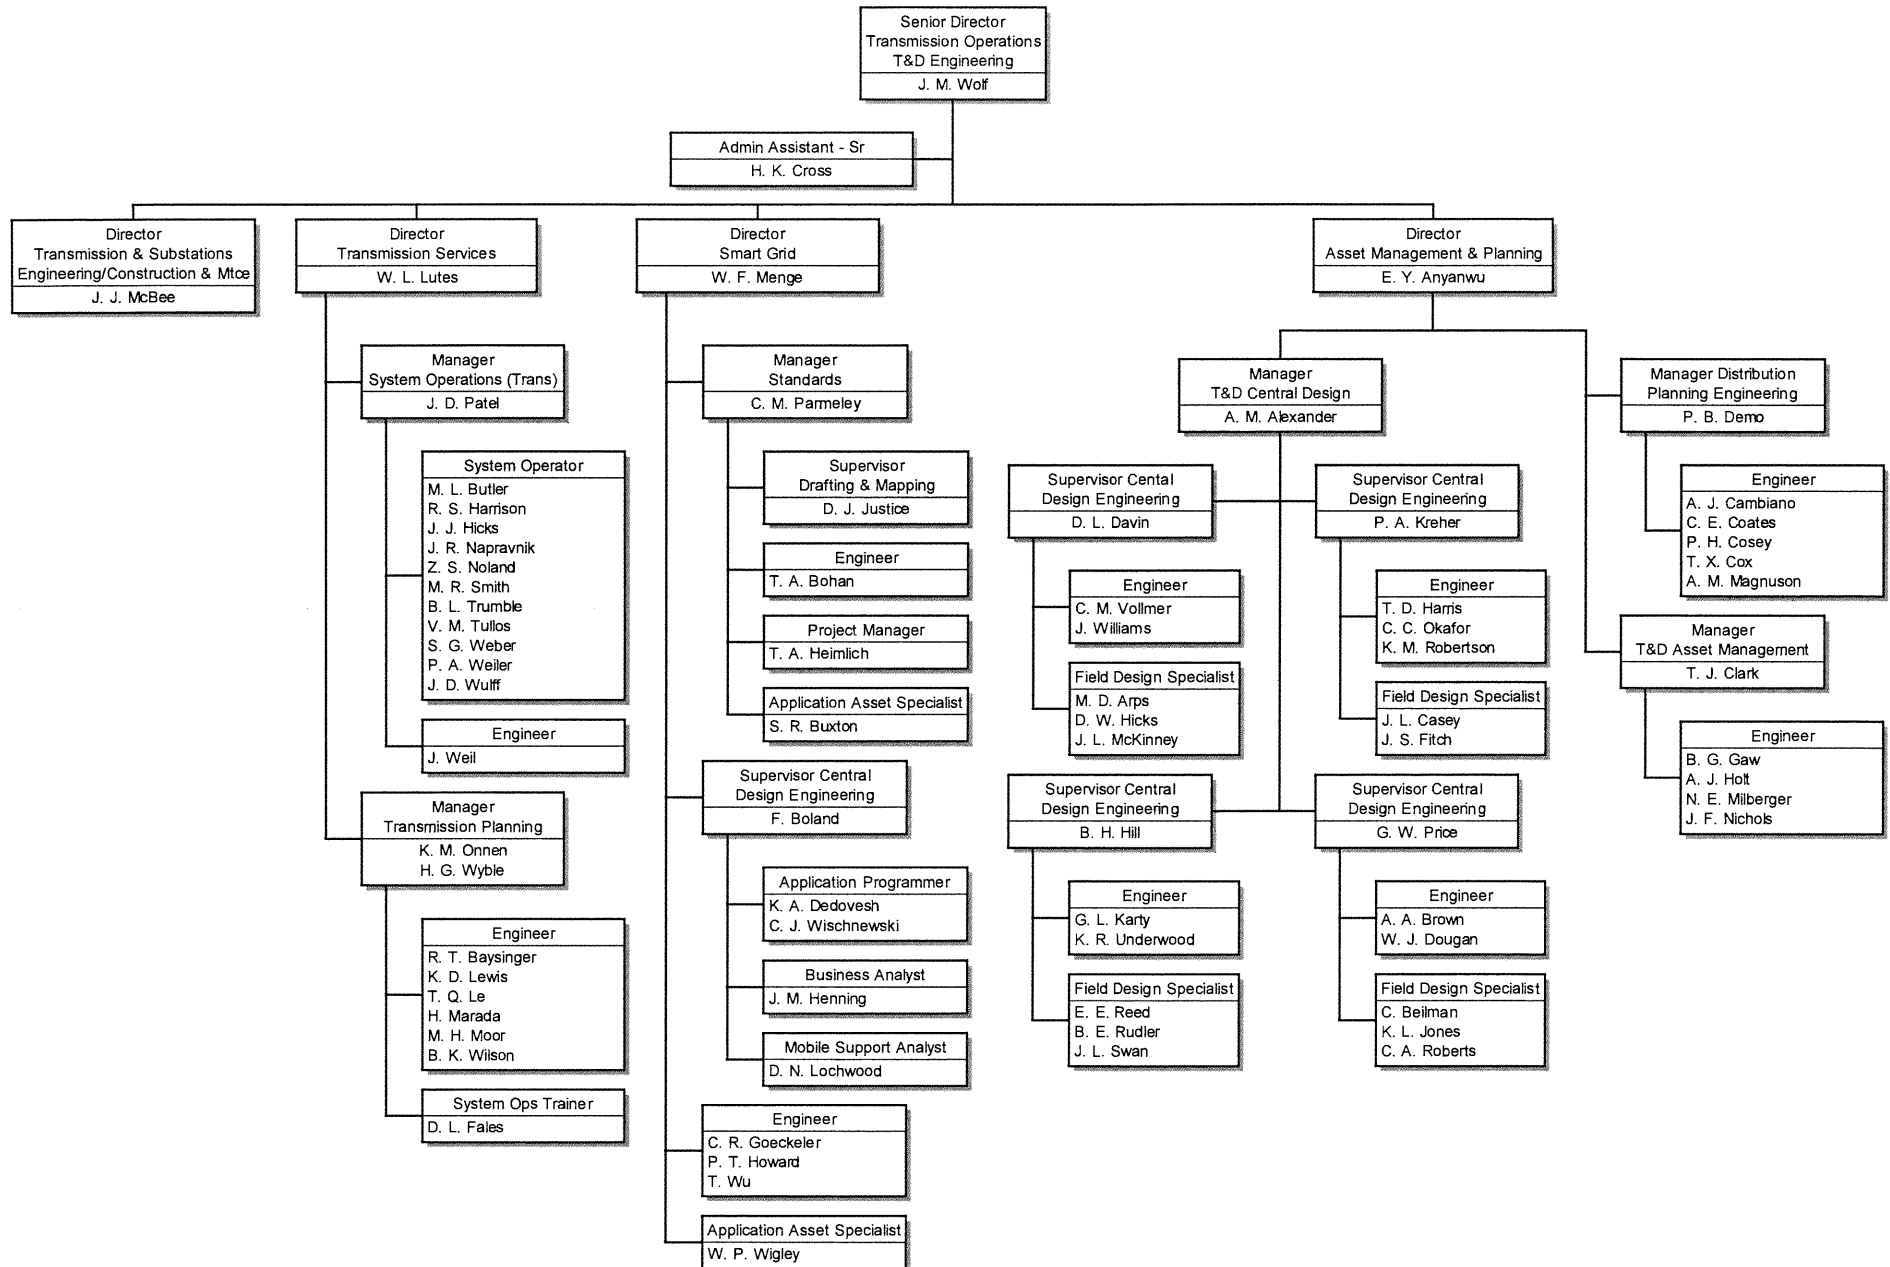 Senior Director
Transmission Operations
T&D Engineering
J. M. Wolf
Admin Assistant - Sr
H. K. Cross
Director
Transmission & Substations
Engineering/Construction & Mtce
J. J. McBee
Director
Transmission Services
W. L. Lutes
Manager
System Operations (Trans)
J. D. Patel
System Operator
M. L. Butler
R. S. Harrison
J. J. Hicks
J. R. Napravnik
Z. S. Noland
M. R. Smith
B. L. Trumble
V. M. Tullos
S. G. Weber
P. A. Weiler
J. D. Wulff
Engineer
J. Weil
Manager
Transmission Planning
K. M. Onnen
H. G. Wyble
Engineer
R. T. Baysinger
K. D. Lewis
T. Q. Le
H. Marada
M. H. Moor
B. K. Wilson
System Ops Trainer
D. L. Fales
Director
Smart Grid
W. F. Menge
Manager
Standards
C. M. Parmeley
Supervisor
Drafting & Mapping
D. J. Justice
Engineer
T. A. Bohan
Project Manager
T. A. Heimlich
Application Asset Specialist
S. R. Buxton
Supervisor Central
Design Engineering
F. Boland
Application Programmer
K. A. Dedovesh
C. J. Wischnewski
Business Analyst
J. M. Henning
Mobile Support Analyst
D. N. Lochwood
Engineer
C. R. Goeckeler
P. T. Howard
T. Wu
Application Asset Specialist
W. P. Wigley
Director
Asset Management & Planning
E. Y. Anyanwu
Manager
T&D Central Design
A. M. Alexander
Supervisor Cental
Design Engineering
D. L. Davin
Engineer
C. M. Vollmer
J. Williams
Field Design Specialist
M. D. Arps
D. W. Hicks
J. L. McKinney
Supervisor Central
Design Engineering
P. A. Kreher
Engineer
T. D. Harris
C. C. Okafor
K. M. Robertson
Field Design Specialist
J. L. Casey
J. S. Fitch
Supervisor Central
Design Engineering
B. H. Hill
Engineer
G. L. Karty
K. R. Underwood
Field Design Specialist
E. E. Reed
B. E. Rudler
J. L. Swan
Supervisor Central
Design Engineering
G. W. Price
Engineer
A. A. Brown
W. J. Dougan
Field Design Specialist
C. Beilman
K. L. Jones
C. A. Roberts
Manager Distribution
Planning Engineering
P. B. Demo
Engineer
A. J. Cambiano
C. E. Coates
P. H. Cosey
T. X. Cox
A. M. Magnuson
Manager
T&D Asset Management
T. J. Clark
Engineer
B. G. Gaw
A. J. Holt
N. E. Milberger
J. F. Nichols